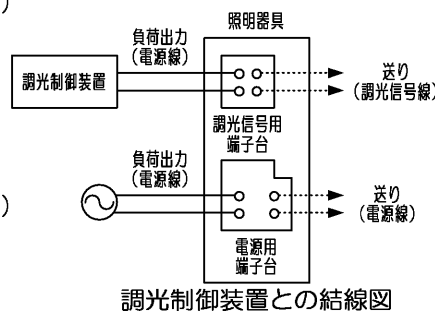 )
照明器具
負荷出力
(電源線)
調光制御装置
送り
(調光信号線)
調光信号用
端子台
負荷出力
(電源線)
)
送り
(電源線)
電源用
端子台
調光制御装置との結線図